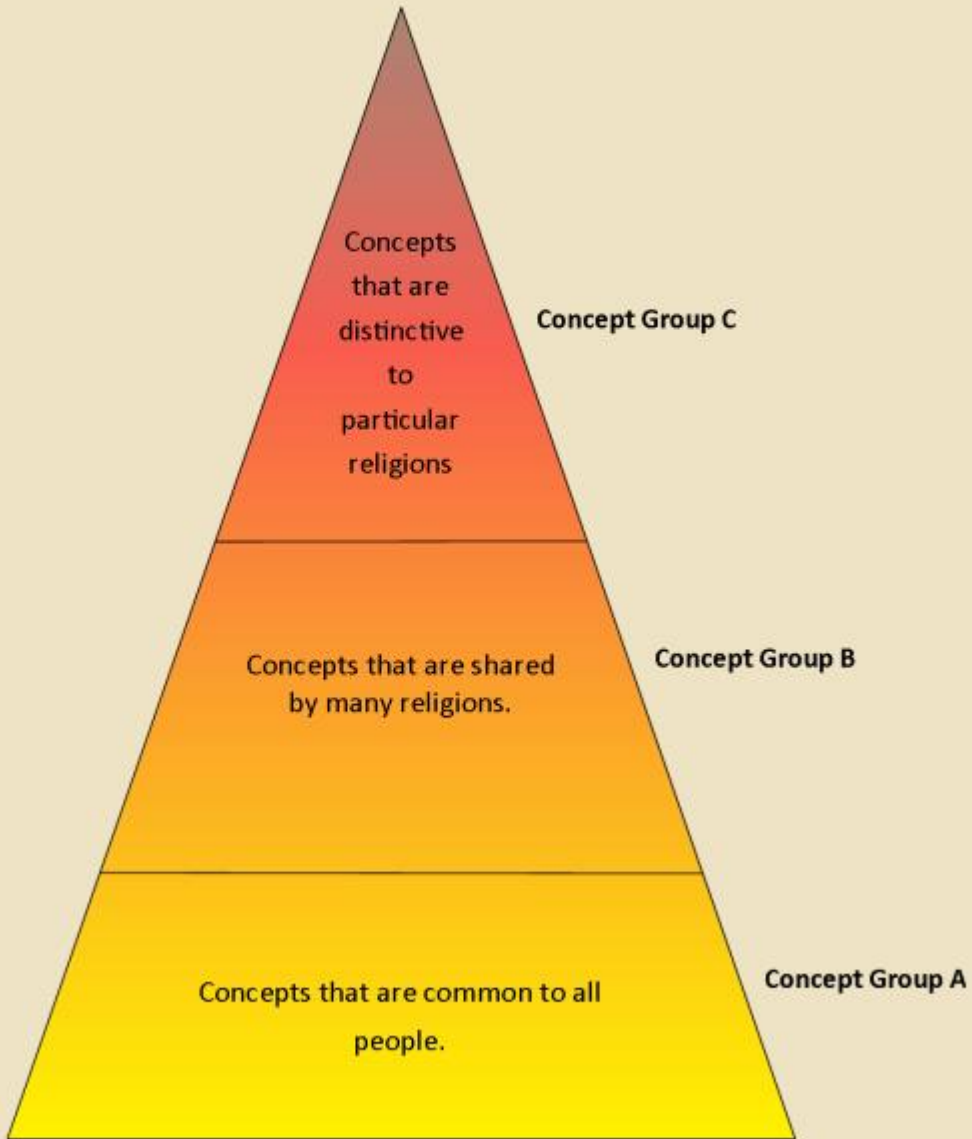 Concepts
that are
distinctive
to
particular
religions
Concept Group C
Concepts that are shared
by many religions.
Concept Group B
Concepts that are common to all
people.
Concept Group A